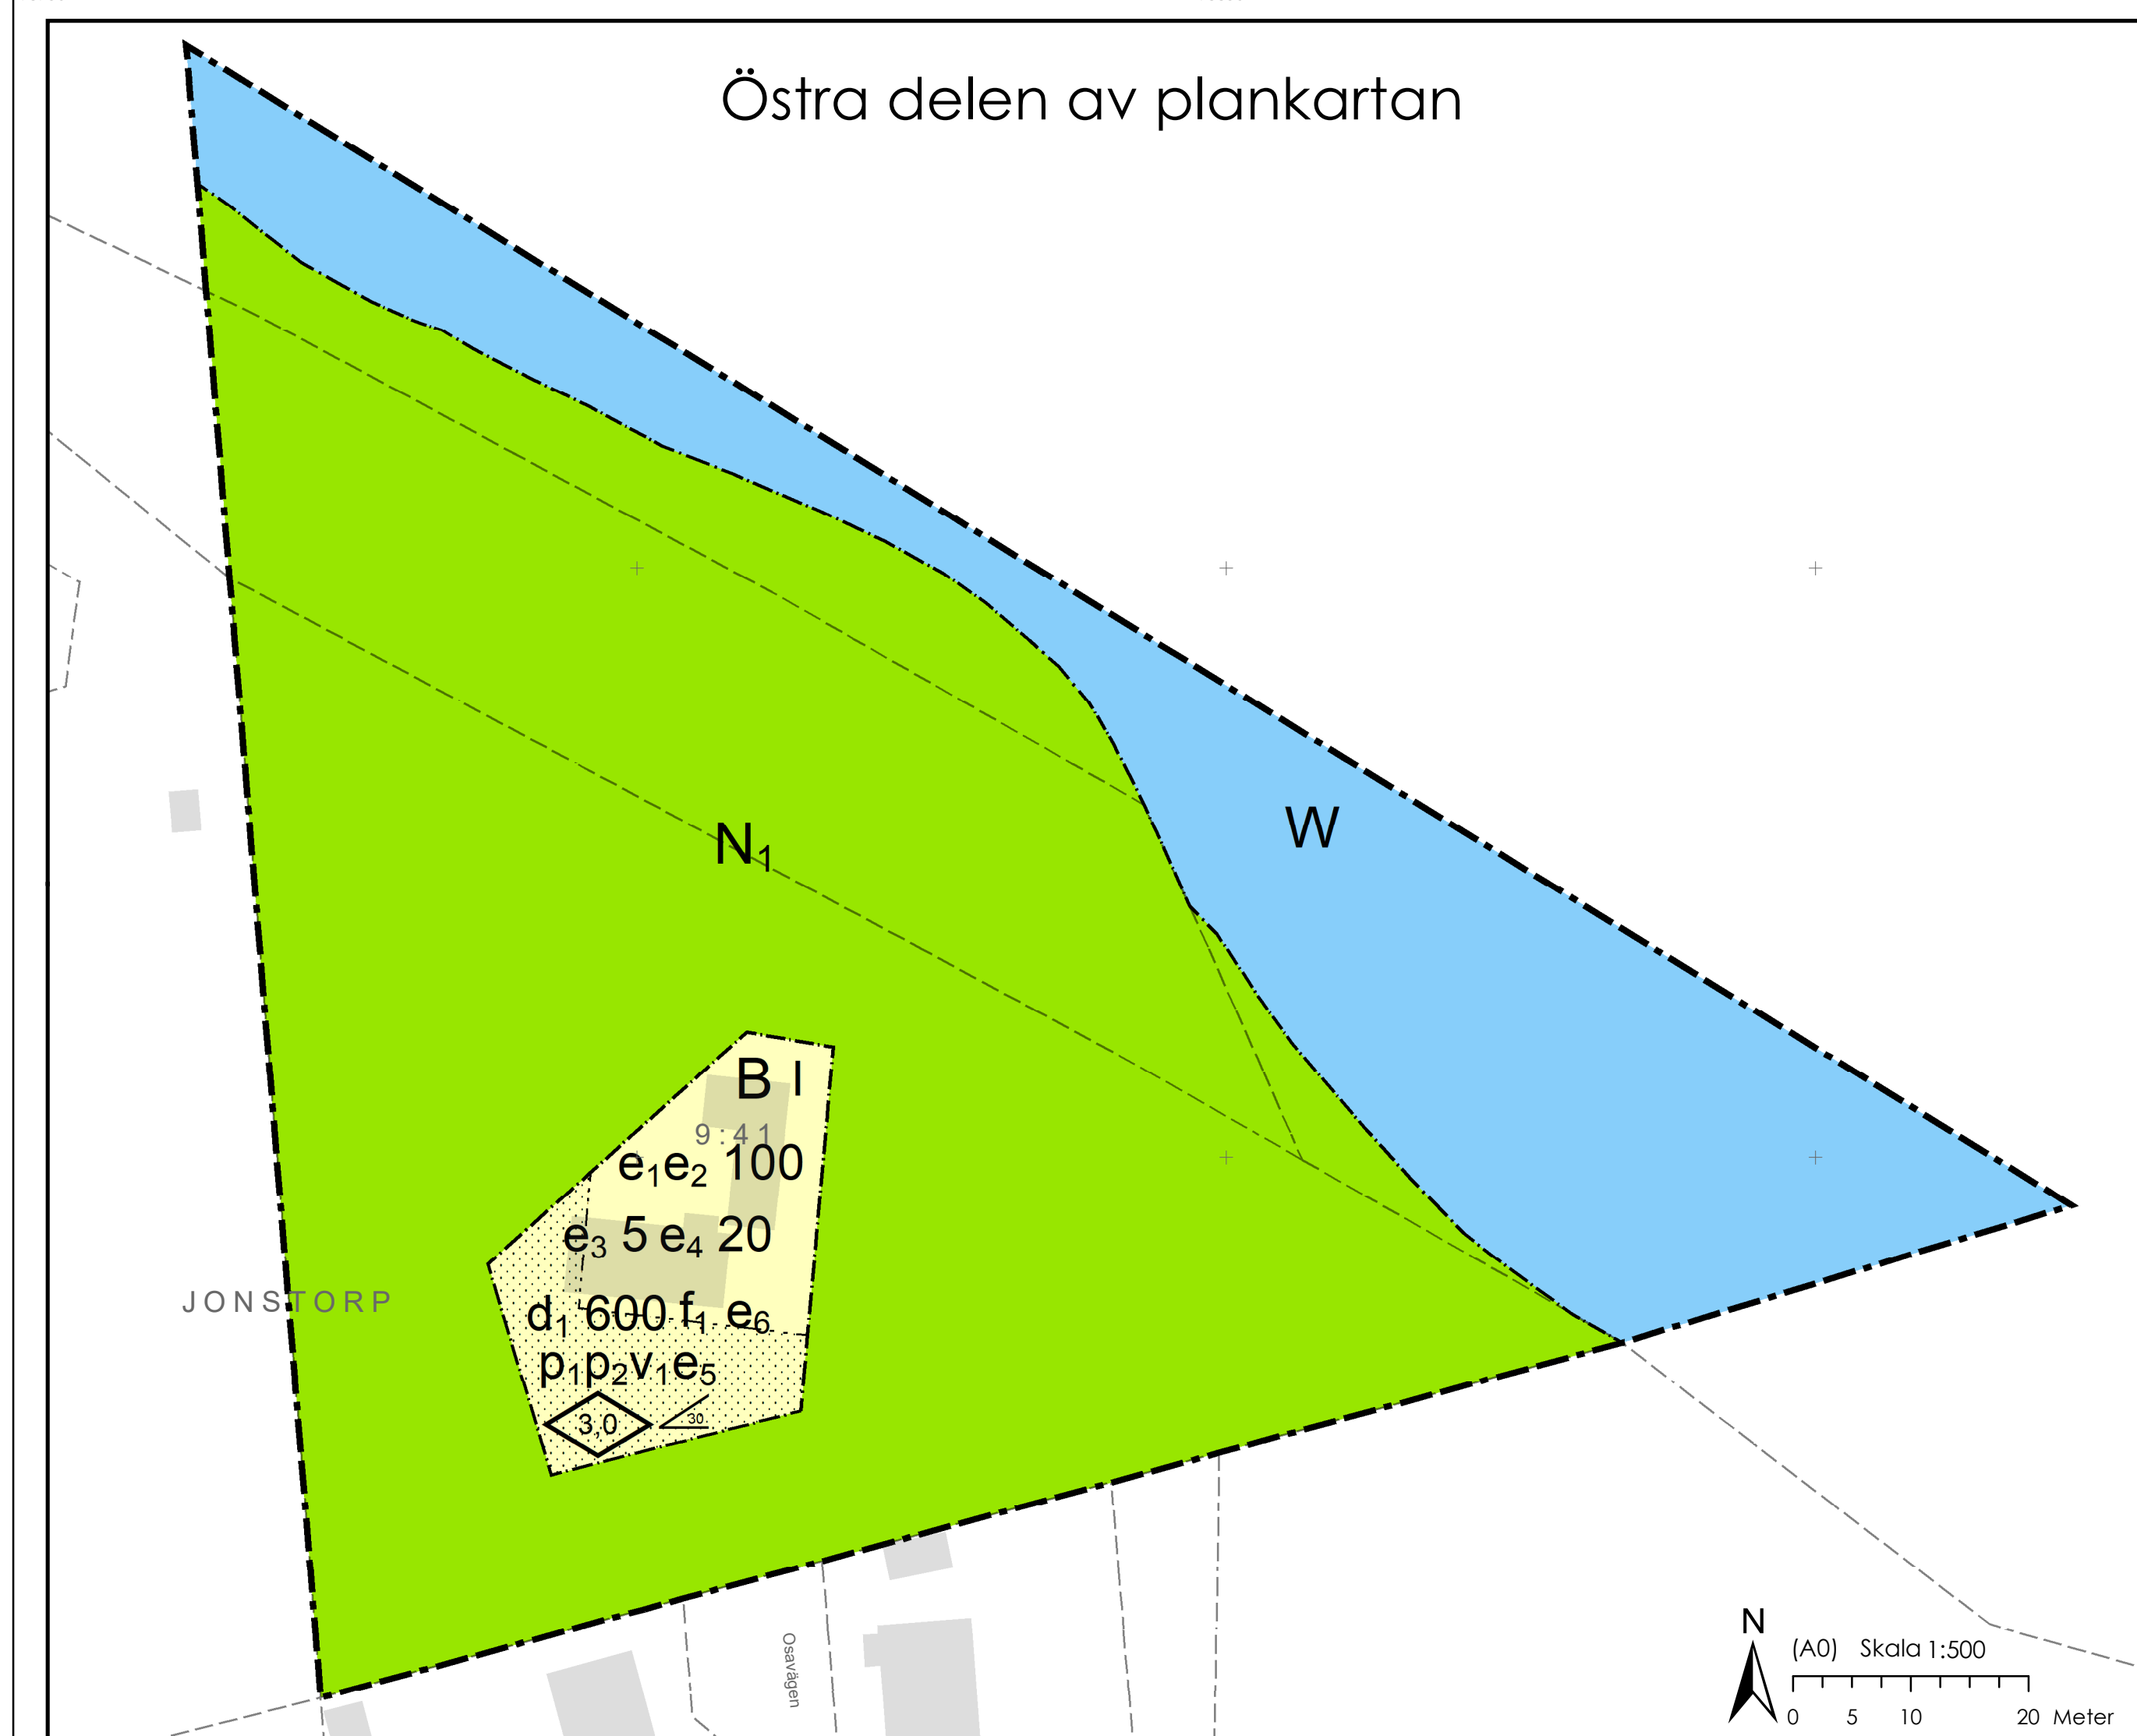 Östra delen av plankartan
W
N1
B I
9:41
e1e2 100
e3 5 e4 20
JONSTORP
d1 600 f1 e6
p1p2v1e5
3,0 30
Osavägen
N
(A0) Skala 1:500
0 5 10 20 Meter